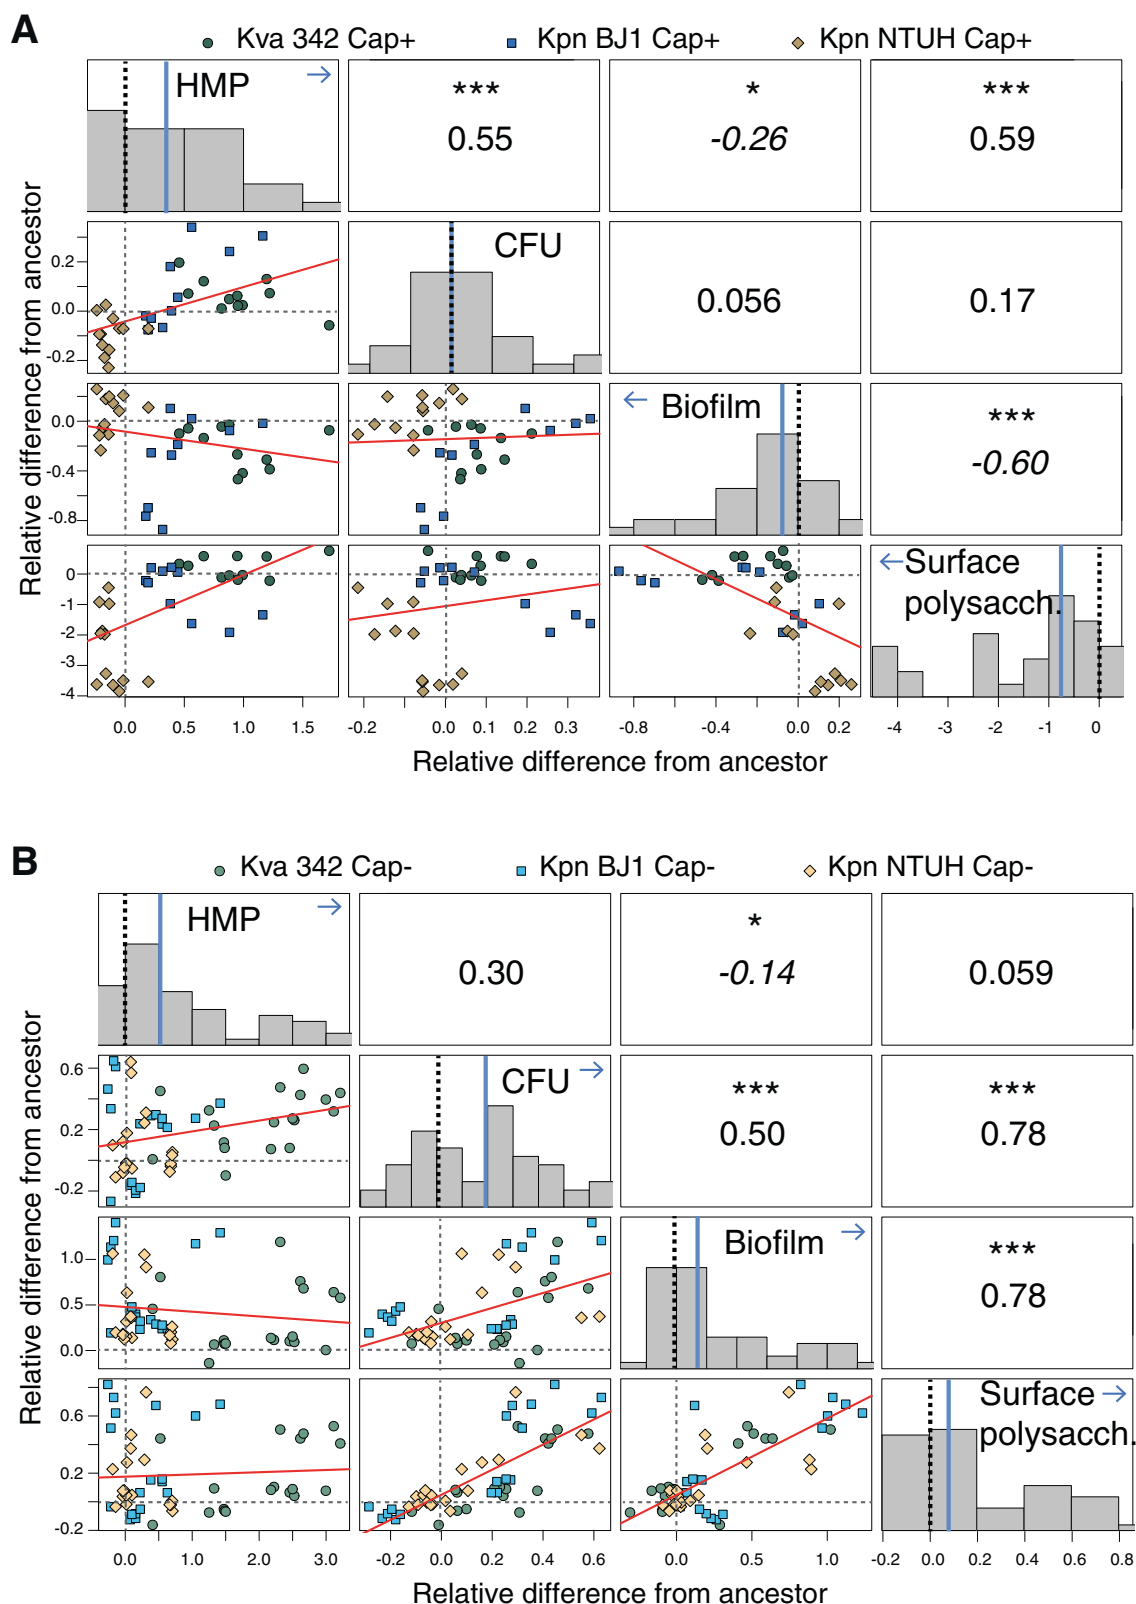 A
Kva 342 Cap+ Kpn BJ1 Cap+ Kpn NTUH Cap+
HMP → *** 0.55 * -0.26 *** 0.59
Relative difference from ancestor
0.2 0.0 -0.2
CFU 0.056 0.17
0.0 -0.4 -0.8
← Biofilm *** -0.60
0 -1 -2 -3 -4
← Surface
polysacch.
0.0 0.5 1.0 1.5 -0.2 0.0 0.1 0.3 -0.8 -0.4 0.0 0.2 -4 -3 -2 -1 0
Relative difference from ancestor
B
Kva 342 Cap- Kpn BJ1 Cap- Kpn NTUH Cap-
HMP → 0.30 * -0.14 0.059
Relative difference from ancestor
0.6 0.2 -0.2
CFU → *** 0.50 *** 0.78
1.0 0.5 0.0
Biofilm → *** 0.78
0.6 0.2 -0.2
Surface →
polysacch.
0.0 1.0 2.0 3.0 -0.2 0.0 0.2 0.4 0.6 0.0 0.5 1.0 -0.2 0.0 0.2 0.4 0.6 0.8
Relative difference from ancestor